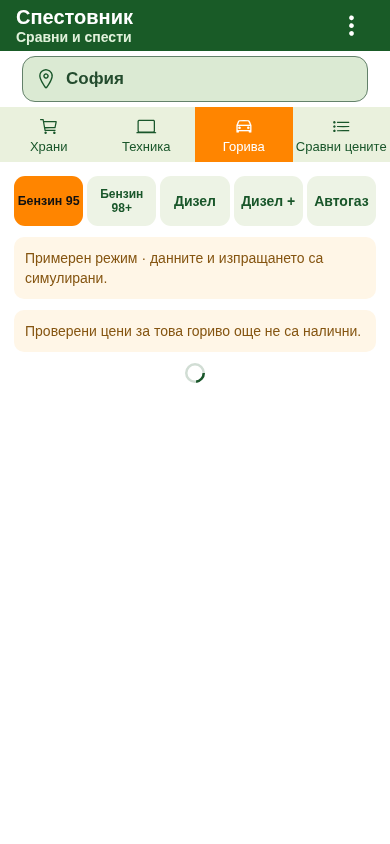 Спестовник
Сравни и спести
София
Храни
Техника
Горива
Сравни цените
Бензин 95
Бензин
98+
Дизел
Дизел +
Автогаз
Примерен режим · данните и изпращането са
симулирани.
Проверени цени за това гориво още не са налични.